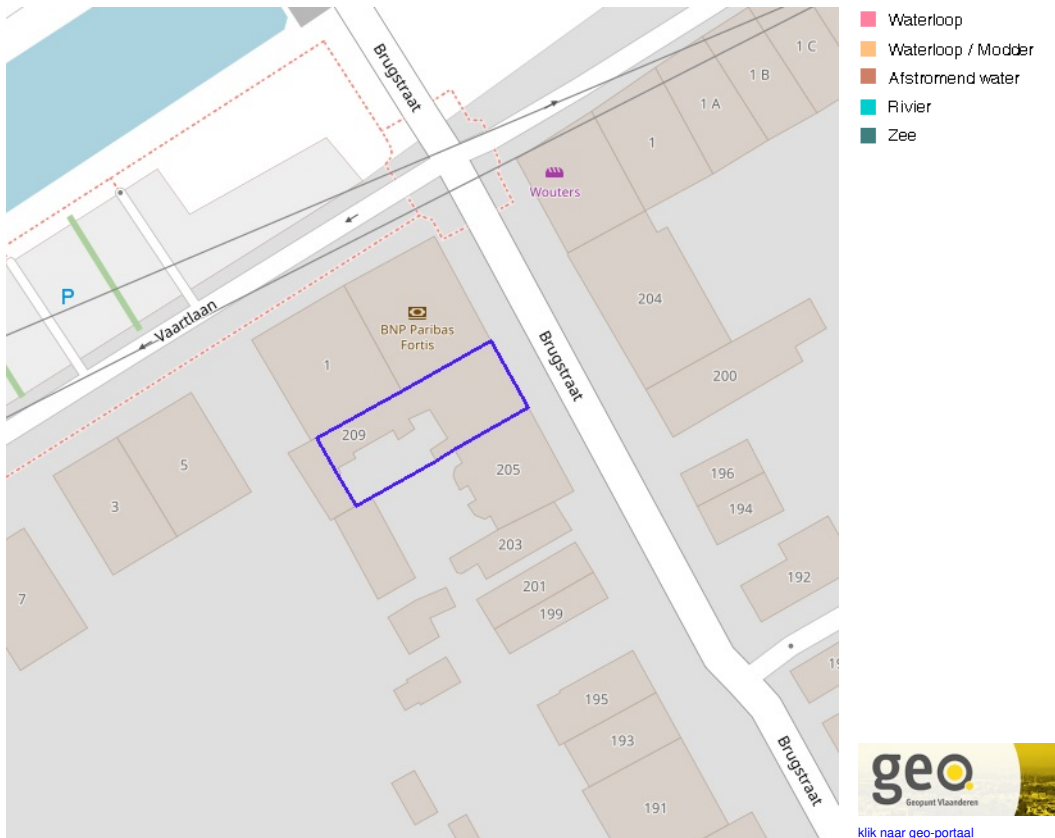 Waterloop
Waterloop / Modder
Afstromend water
Rivier
Zee
Brugstraat
1 C
1 B
1 A
1
Wouters
P
Vaartlaan
BNP Paribas
Fortis
1
204
Brugstraat
200
209
5
3
205
196
194
203
201
199
192
7
195
193
191
Brugstraat
geo
Geopunt Vlaanderen
klik naar geo-portaal